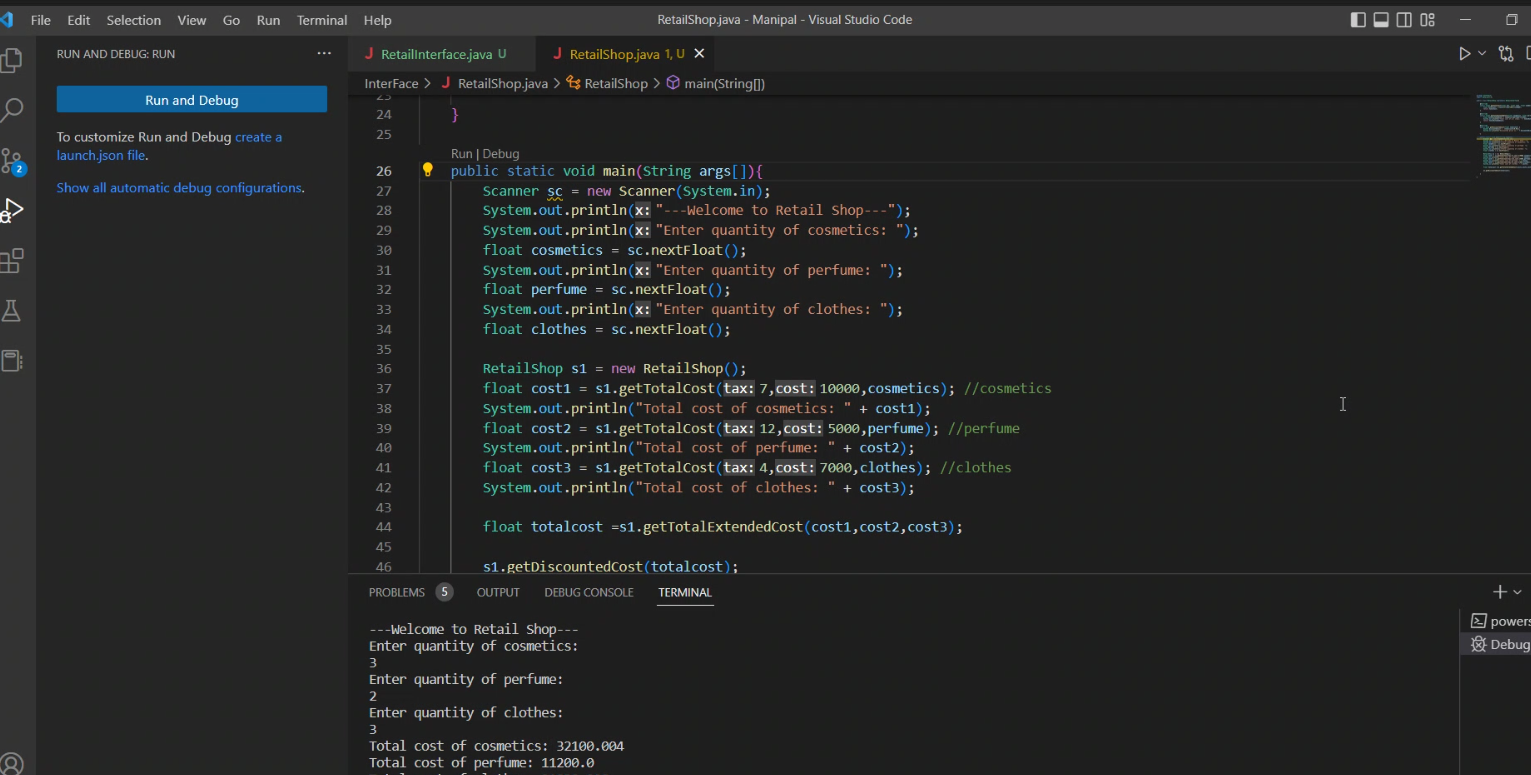 File Edit Selection View Go Run Terminal Help
RetailShop.java - Manipal - Visual Studio Code
RUN AND DEBUG: RUN ...
Run and Debug
To customize Run and Debug create a
launch.json file.
Show all automatic debug configurations.
2
J RetailInterface.java U
J RetailShop.java 1, U ×
InterFace > J RetailShop.java > RetailShop > main(String[])
23
24 }
25
Run | Debug
26 public static void main(String args[]){
27 Scanner sc = new Scanner(System.in);
28 System.out.println(x: "---Welcome to Retail Shop---");
29 System.out.println(x: "Enter quantity of cosmetics: ");
30 float cosmetics = sc.nextFloat();
31 System.out.println(x: "Enter quantity of perfume: ");
32 float perfume = sc.nextFloat();
33 System.out.println(x: "Enter quantity of clothes: ");
34 float clothes = sc.nextFloat();
35
36 RetailShop s1 = new RetailShop();
37 float cost1 = s1.getTotalCost(tax: 7,cost: 10000,cosmetics); //cosmetics
38 System.out.println("Total cost of cosmetics: " + cost1);
39 float cost2 = s1.getTotalCost(tax: 12,cost: 5000,perfume); //perfume
40 System.out.println("Total cost of perfume: " + cost2);
41 float cost3 = s1.getTotalCost(tax: 4,cost: 7000,clothes); //clothes
42 System.out.println("Total cost of clothes: " + cost3);
43
44 float totalcost =s1.getTotalExtendedCost(cost1,cost2,cost3);
45
46 s1.getDiscountedCost(totalcost);
PROBLEMS 5 OUTPUT DEBUG CONSOLE TERMINAL
---Welcome to Retail Shop---
Enter quantity of cosmetics:
3
Enter quantity of perfume:
2
Enter quantity of clothes:
3
Total cost of cosmetics: 32100.004
Total cost of perfume: 11200.0
powers
Debug